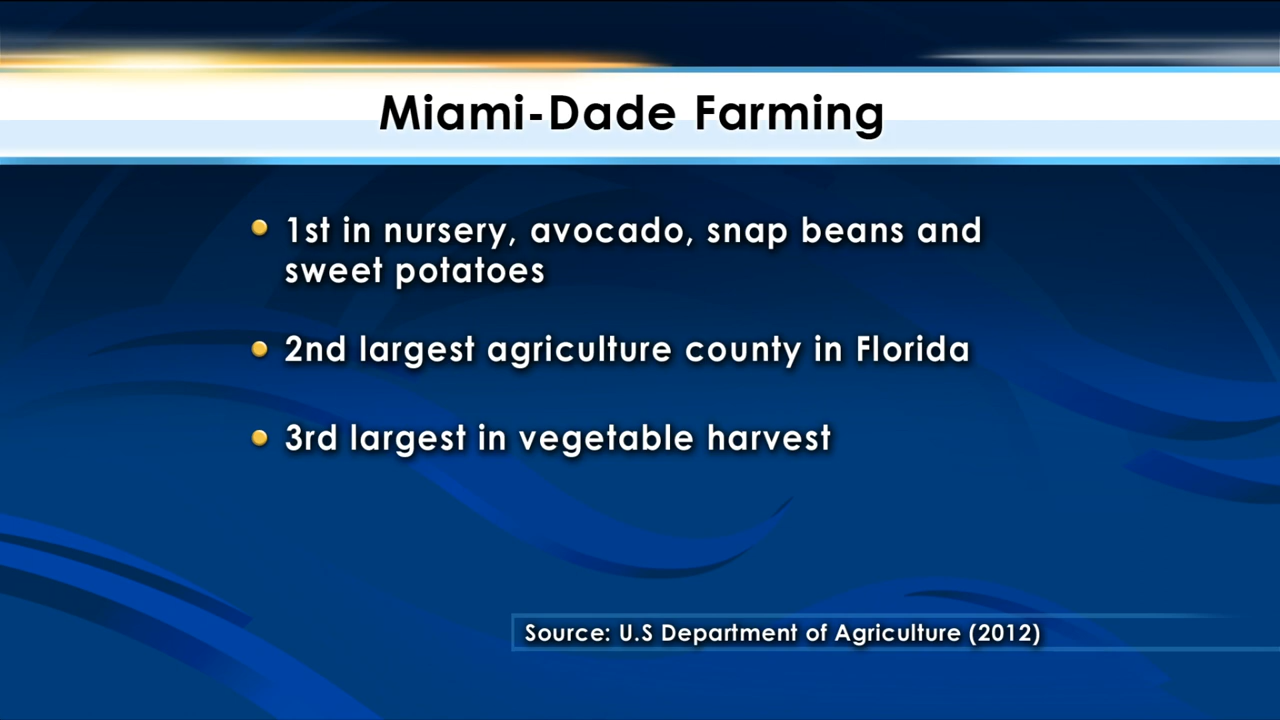 Miami-Dade Farming
1st in nursery, avocado, snap beans and
sweet potatoes
2nd largest agriculture county in Florida
3rd largest in vegetable harvest
Source: U.S Department of Agriculture (2012)